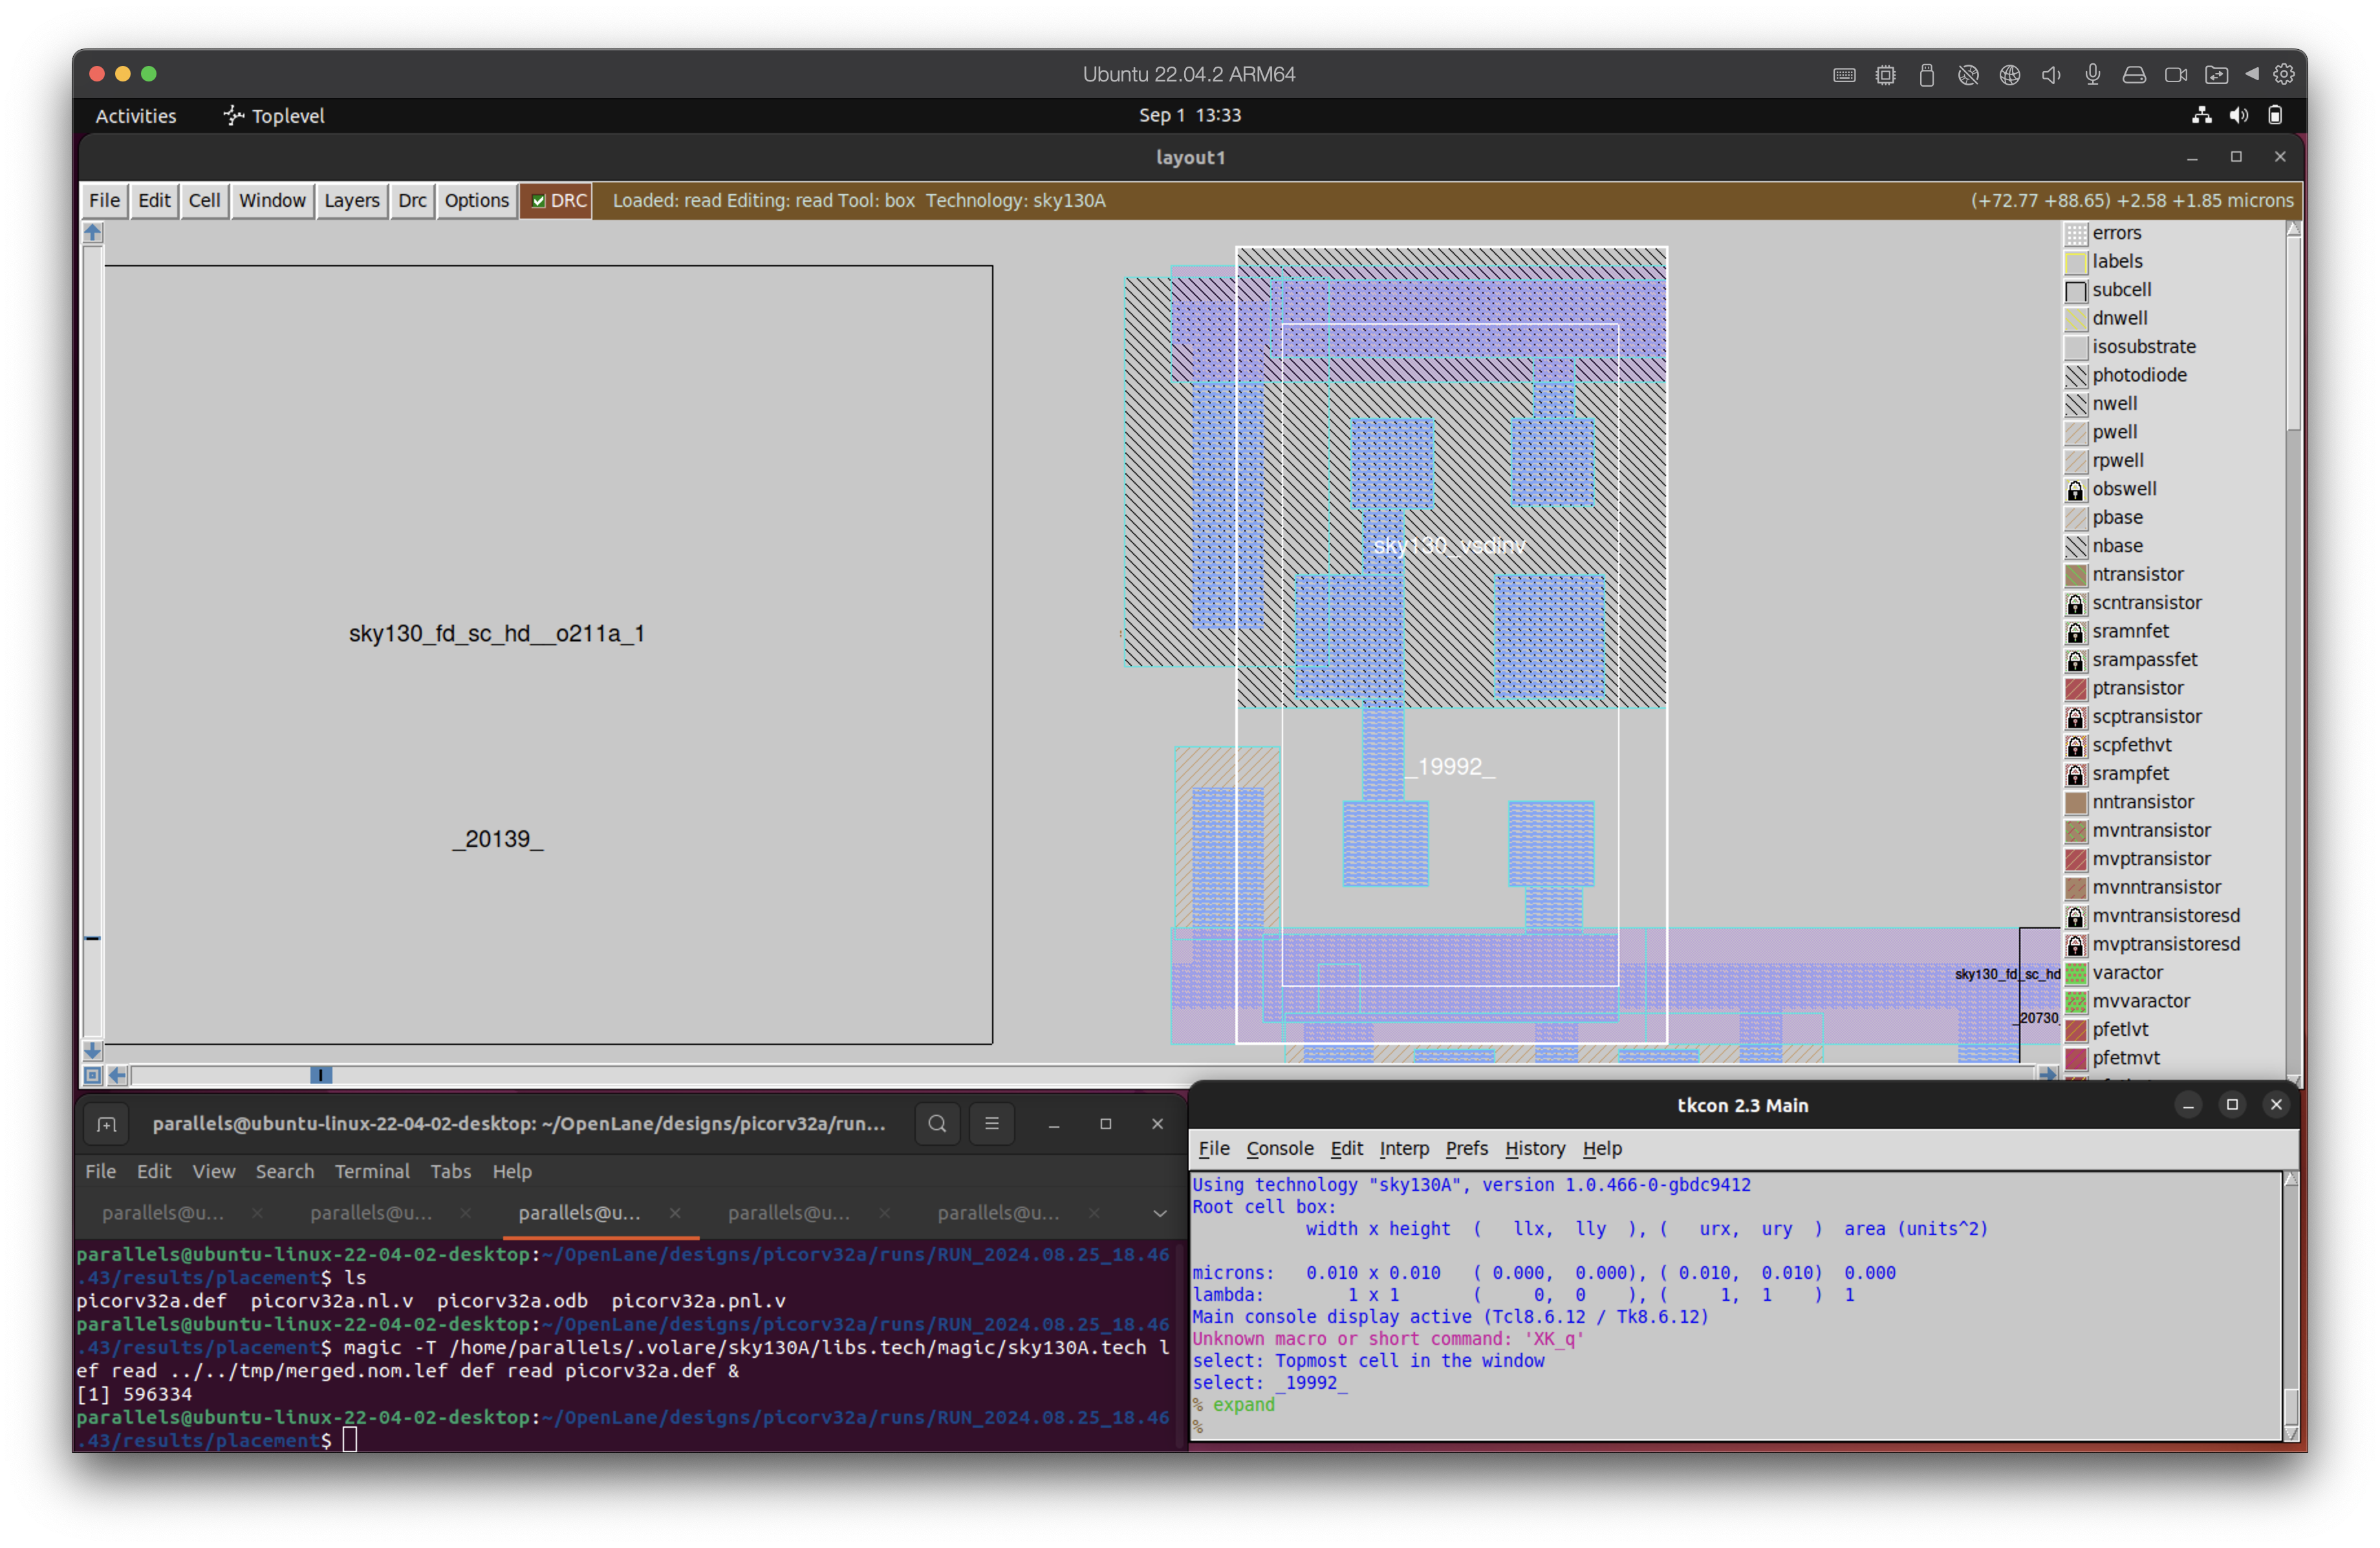 Ubuntu 22.04.2 ARM64
Activities Toplevel Sep 1 13:33
layout1
File Edit Cell Window Layers Drc Options DRC Loaded: read Editing: read Tool: box Technology: sky130A (+72.77 +88.65) +2.58 +1.85 microns
errors
labels
subcell
dnwell
isosubstrate
photodiode
nwell
pwell
rpwell
obswell
pbase
nbase
ntransistor
scntransistor
sramnfet
srampassfet
ptransistor
scptransistor
scpfethvt
srampfet
nntransistor
mvntransistor
mvptransistor
mvnntransistor
mvntransistoresd
mvptransistoresd
varactor
mvvaractor
pfetlvt
pfetmvt
sky130_vsdinv
sky130_fd_sc_hd__o211a_1
_19992_
_20139_
sky130_fd_sc_hd
_20730
parallels@ubuntu-linux-22-04-02-desktop: ~/OpenLane/designs/picorv32a/run...
File Edit View Search Terminal Tabs Help
parallels@u... parallels@u... parallels@u... parallels@u... parallels@u...
parallels@ubuntu-linux-22-04-02-desktop:~/OpenLane/designs/picorv32a/runs/RUN_2024.08.25_18.46
.43/results/placement$ ls
picorv32a.def picorv32a.nl.v picorv32a.odb picorv32a.pnl.v
parallels@ubuntu-linux-22-04-02-desktop:~/OpenLane/designs/picorv32a/runs/RUN_2024.08.25_18.46
.43/results/placement$ magic -T /home/parallels/.volare/sky130A/libs.tech/magic/sky130A.tech l
ef read ../../tmp/merged.nom.lef def read picorv32a.def &
[1] 596334
parallels@ubuntu-linux-22-04-02-desktop:~/OpenLane/designs/picorv32a/runs/RUN_2024.08.25_18.46
.43/results/placement$
tkcon 2.3 Main
File Console Edit Interp Prefs History Help
Using technology "sky130A", version 1.0.466-0-gbdc9412
Root cell box:
width x height ( llx, lly ), ( urx, ury ) area (units^2)
microns: 0.010 x 0.010 ( 0.000, 0.000), ( 0.010, 0.010) 0.000
lambda: 1 x 1 ( 0, 0 ), ( 1, 1 ) 1
Main console display active (Tcl8.6.12 / Tk8.6.12)
Unknown macro or short command: 'XK_q'
select: Topmost cell in the window
select: _19992_
% expand
%